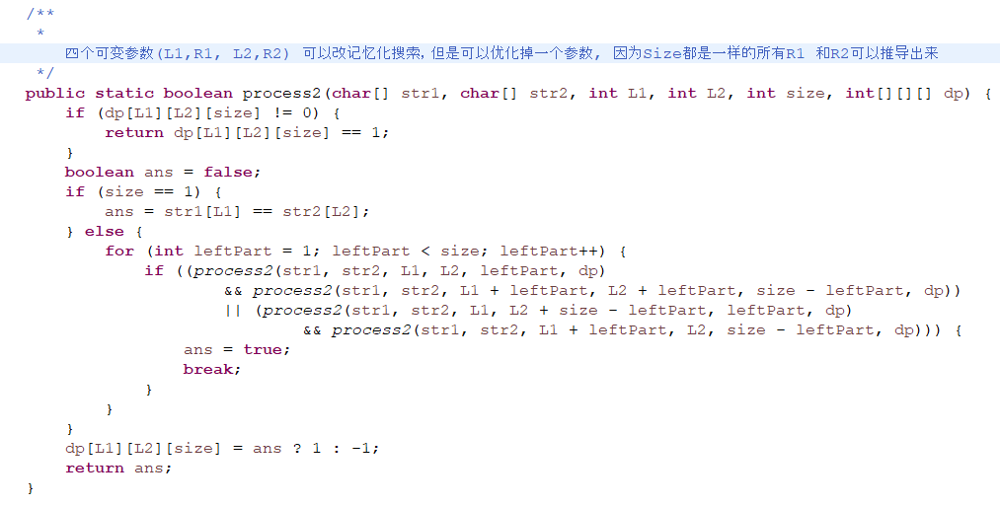 /**
 *
    四个可变参数(L1,R1, L2,R2) 可以改记忆化搜索,但是可以优化掉一个参数, 因为Size都是一样的所有R1 和R2可以推导出来
 */
public static boolean process2(char[] str1, char[] str2, int L1, int L2, int size, int[][][] dp) {
    if (dp[L1][L2][size] != 0) {
        return dp[L1][L2][size] == 1;
    }
    boolean ans = false;
    if (size == 1) {
        ans = str1[L1] == str2[L2];
    } else {
        for (int leftPart = 1; leftPart < size; leftPart++) {
            if ((process2(str1, str2, L1, L2, leftPart, dp)
                    && process2(str1, str2, L1 + leftPart, L2 + leftPart, size - leftPart, dp))
                    || (process2(str1, str2, L1, L2 + size - leftPart, leftPart, dp)
                            && process2(str1, str2, L1 + leftPart, L2, size - leftPart, dp))) {
                ans = true;
                break;
            }
        }
    }
    dp[L1][L2][size] = ans ? 1 : -1;
    return ans;
}